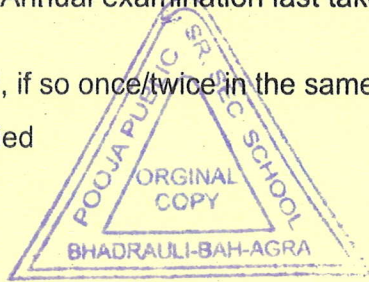 Annual examination last tak
, if so once/twice in the same
ed
POOJA PUBLIC SR. SEC SCHOOL
ORGINAL
COPY
BHADRAULI-BAH-AGRA